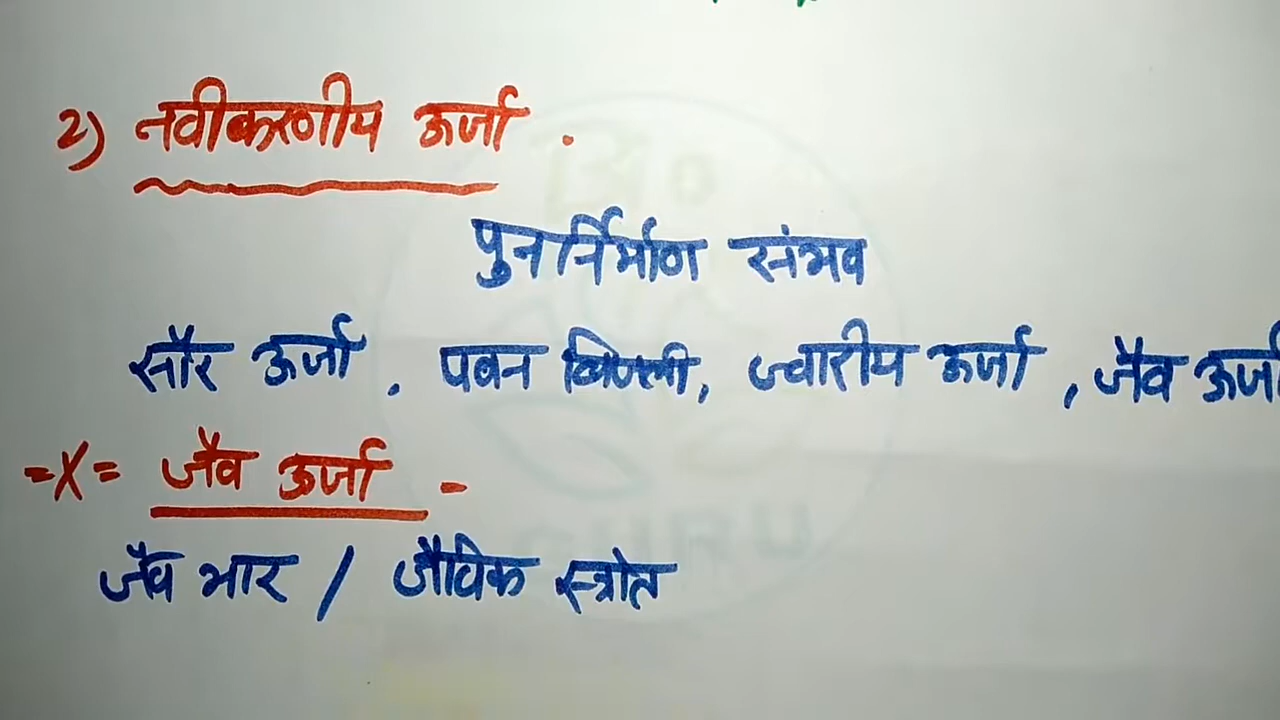 2) नवीकरणीय ऊर्जा .
पुनर्निर्माण संभव
सौर ऊर्जा , पवन बिजली, ज्वारीय ऊर्जा , जैव ऊर्जा
=X= जैव ऊर्जा -
जैव भार / जैविक स्त्रोत